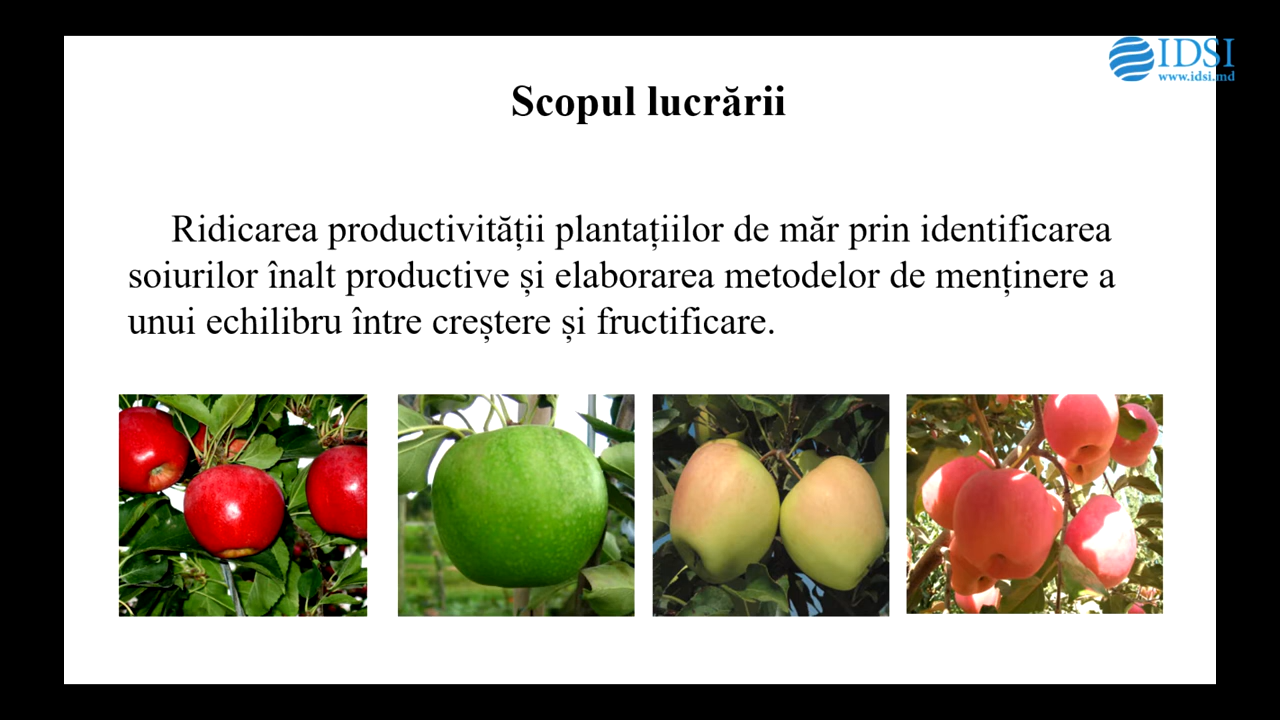 IDSI
www.idsi.md
Scopul lucrării
Ridicarea productivității plantațiilor de măr prin identificarea
soiurilor înalt productive și elaborarea metodelor de menținere a
unui echilibru între creștere și fructificare.